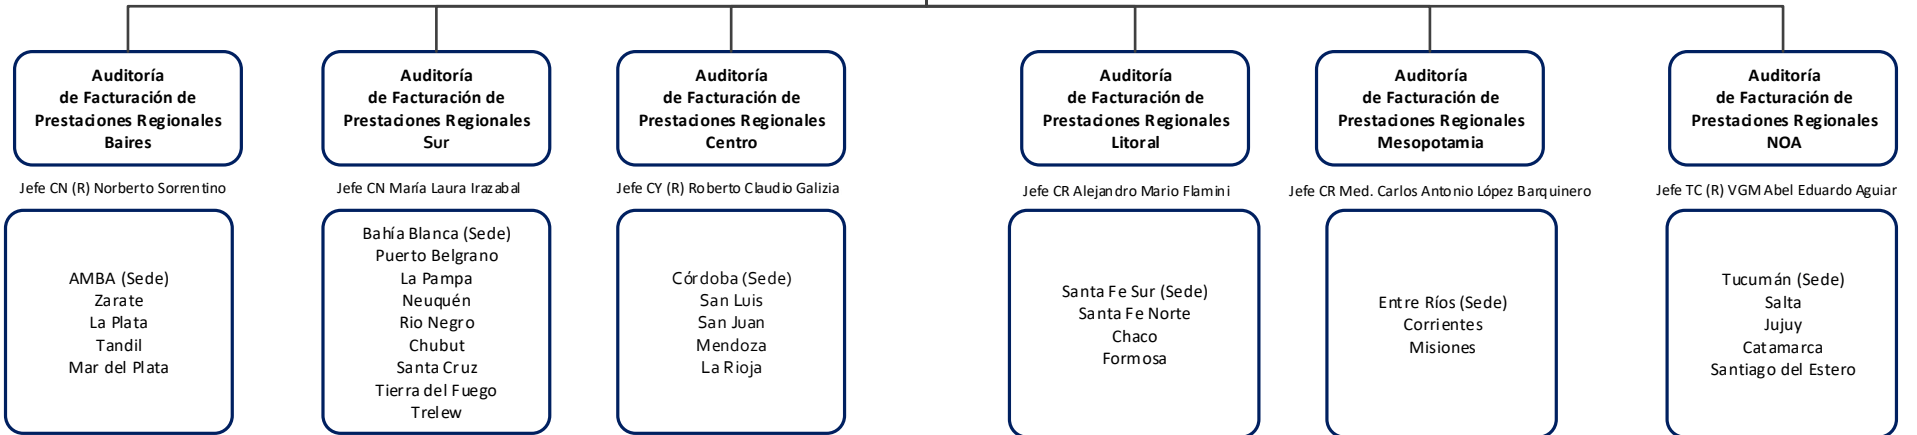 Auditoría
de Facturación de
Prestaciones Regionales
Baires
Jefe CN (R) Norberto Sorrentino
AMBA (Sede)
Zarate
La Plata
Tandil
Mar del Plata
Auditoría
de Facturación de
Prestaciones Regionales
Sur
Jefe CN María Laura Irazabal
Bahía Blanca (Sede)
Puerto Belgrano
La Pampa
Neuquén
Rio Negro
Chubut
Santa Cruz
Tierra del Fuego
Trelew
Auditoría
de Facturación de
Prestaciones Regionales
Centro
Jefe CY (R) Roberto Claudio Galizia
Córdoba (Sede)
San Luis
San Juan
Mendoza
La Rioja
Auditoría
de Facturación de
Prestaciones Regionales
Litoral
Jefe CR Alejandro Mario Flamini
Santa Fe Sur (Sede)
Santa Fe Norte
Chaco
Formosa
Auditoría
de Facturación de
Prestaciones Regionales
Mesopotamia
Jefe CR Med. Carlos Antonio López Barquinero
Entre Ríos (Sede)
Corrientes
Misiones
Auditoría
de Facturación de
Prestaciones Regionales
NOA
Jefe TC (R) VGM Abel Eduardo Aguiar
Tucumán (Sede)
Salta
Jujuy
Catamarca
Santiago del Estero